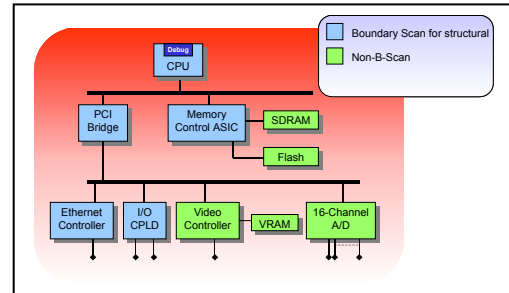 Boundary Scan for structural
Non-B-Scan
Debug
CPU
PCI
Bridge
Memory
Control ASIC
SDRAM
Flash
Ethernet
Controller
I/O
CPLD
Video
Controller
VRAM
16-Channel
A/D